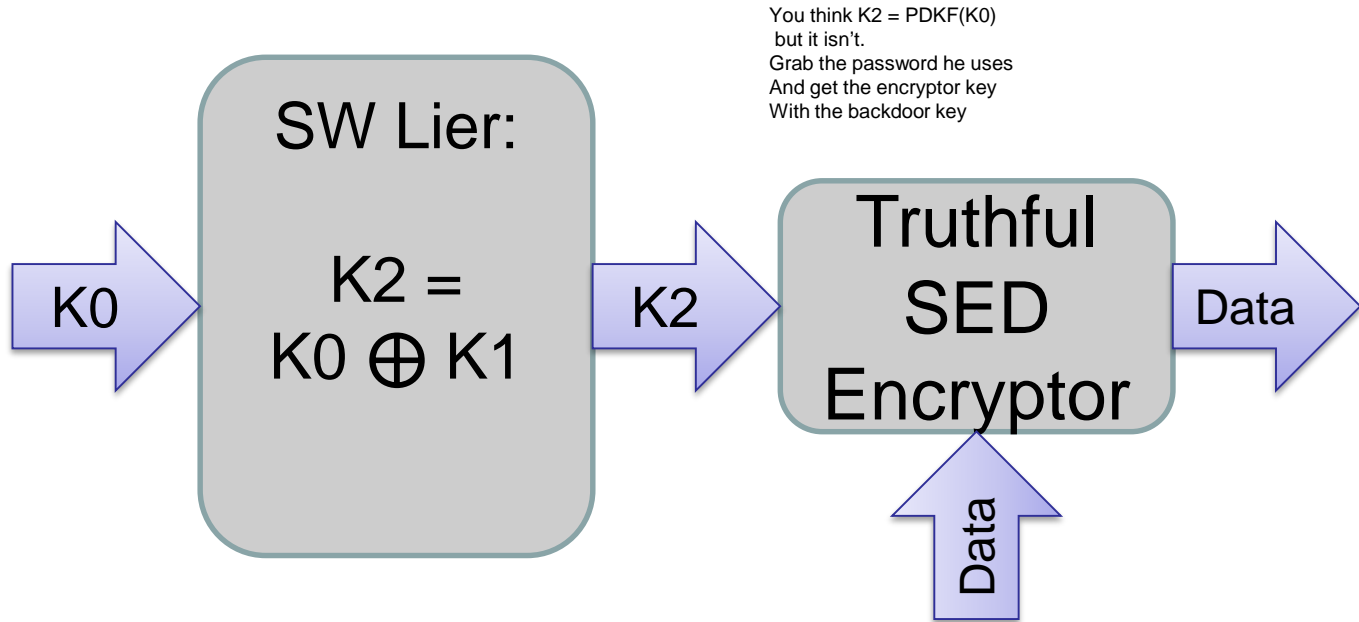 You think K2 = PDKF(K0)
but it isn't.
Grab the password he uses
And get the encryptor key
With the backdoor key
SW Lier:
K2 =
K0 ⊕ K1
K0
K2
Truthful
SED
Encryptor
Data
Data